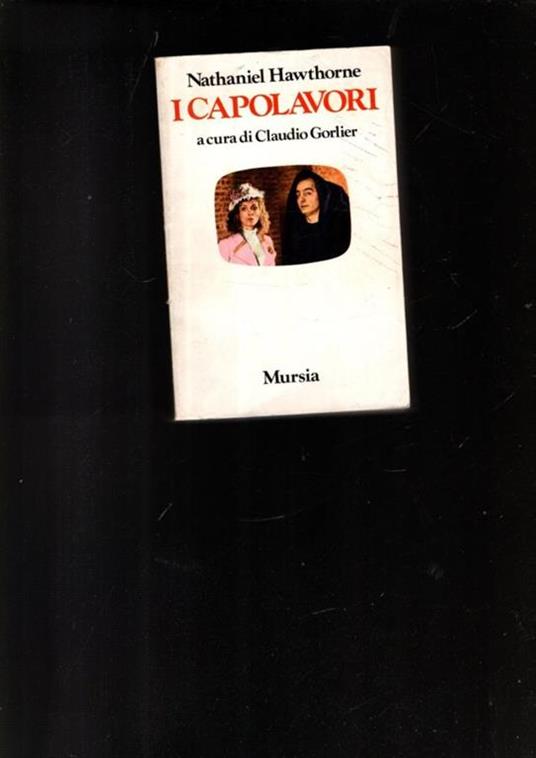 Nathaniel Hawthorne
I CAPOLAVORI
a cura di Claudio Gorlier
Mursia